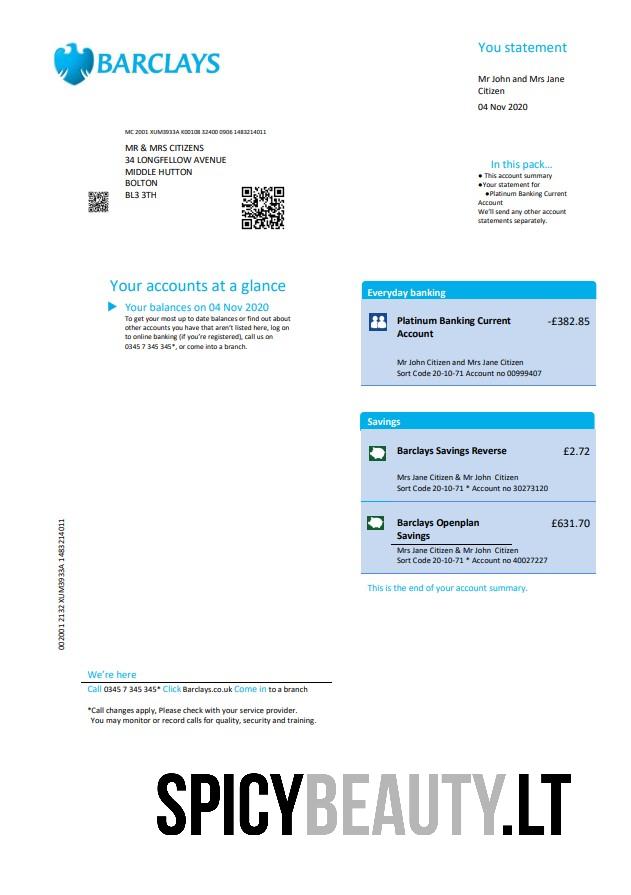 BARCLAYS
You statement
Mr John and Mrs Jane
Citizen
04 Nov 2020
MC 2001 XUM3933A K00108 32400 0906 1483214011
MR & MRS CITIZENS
34 LONGFELLOW AVENUE
MIDDLE HUTTON
BOLTON
BL3 3TH
In this pack...
● This account summary
●Your statement for
●Platinum Banking Current
Account
We'll send any other account
statements separately.
Your accounts at a glance
Your balances on 04 Nov 2020
To get your most up to date balances or find out about
other accounts you have that aren't listed here, log on
to online banking (if you're registered), call us on
0345 7 345 345*, or come into a branch.
Everyday banking
Platinum Banking Current -£382.85
Account
Mr John Citizen and Mrs Jane Citizen
Sort Code 20-10-71 Account no 00999407
Savings
Barclays Savings Reverse £2.72
Mrs Jane Citizen & Mr John Citizen
Sort Code 20-10-71 * Account no 30273120
Barclays Openplan £631.70
Savings
Mrs Jane Citizen & Mr John Citizen
Sort Code 20-10-71 * Account no 40027227
This is the end of your account summary.
002001 2132 XUM3933A 1483214011
We're here
Call 0345 7 345 345* Click Barclays.co.uk Come in to a branch
*Call changes apply, Please check with your service provider.
You may monitor or record calls for quality, security and training.
SPICYBEAUTY.LT